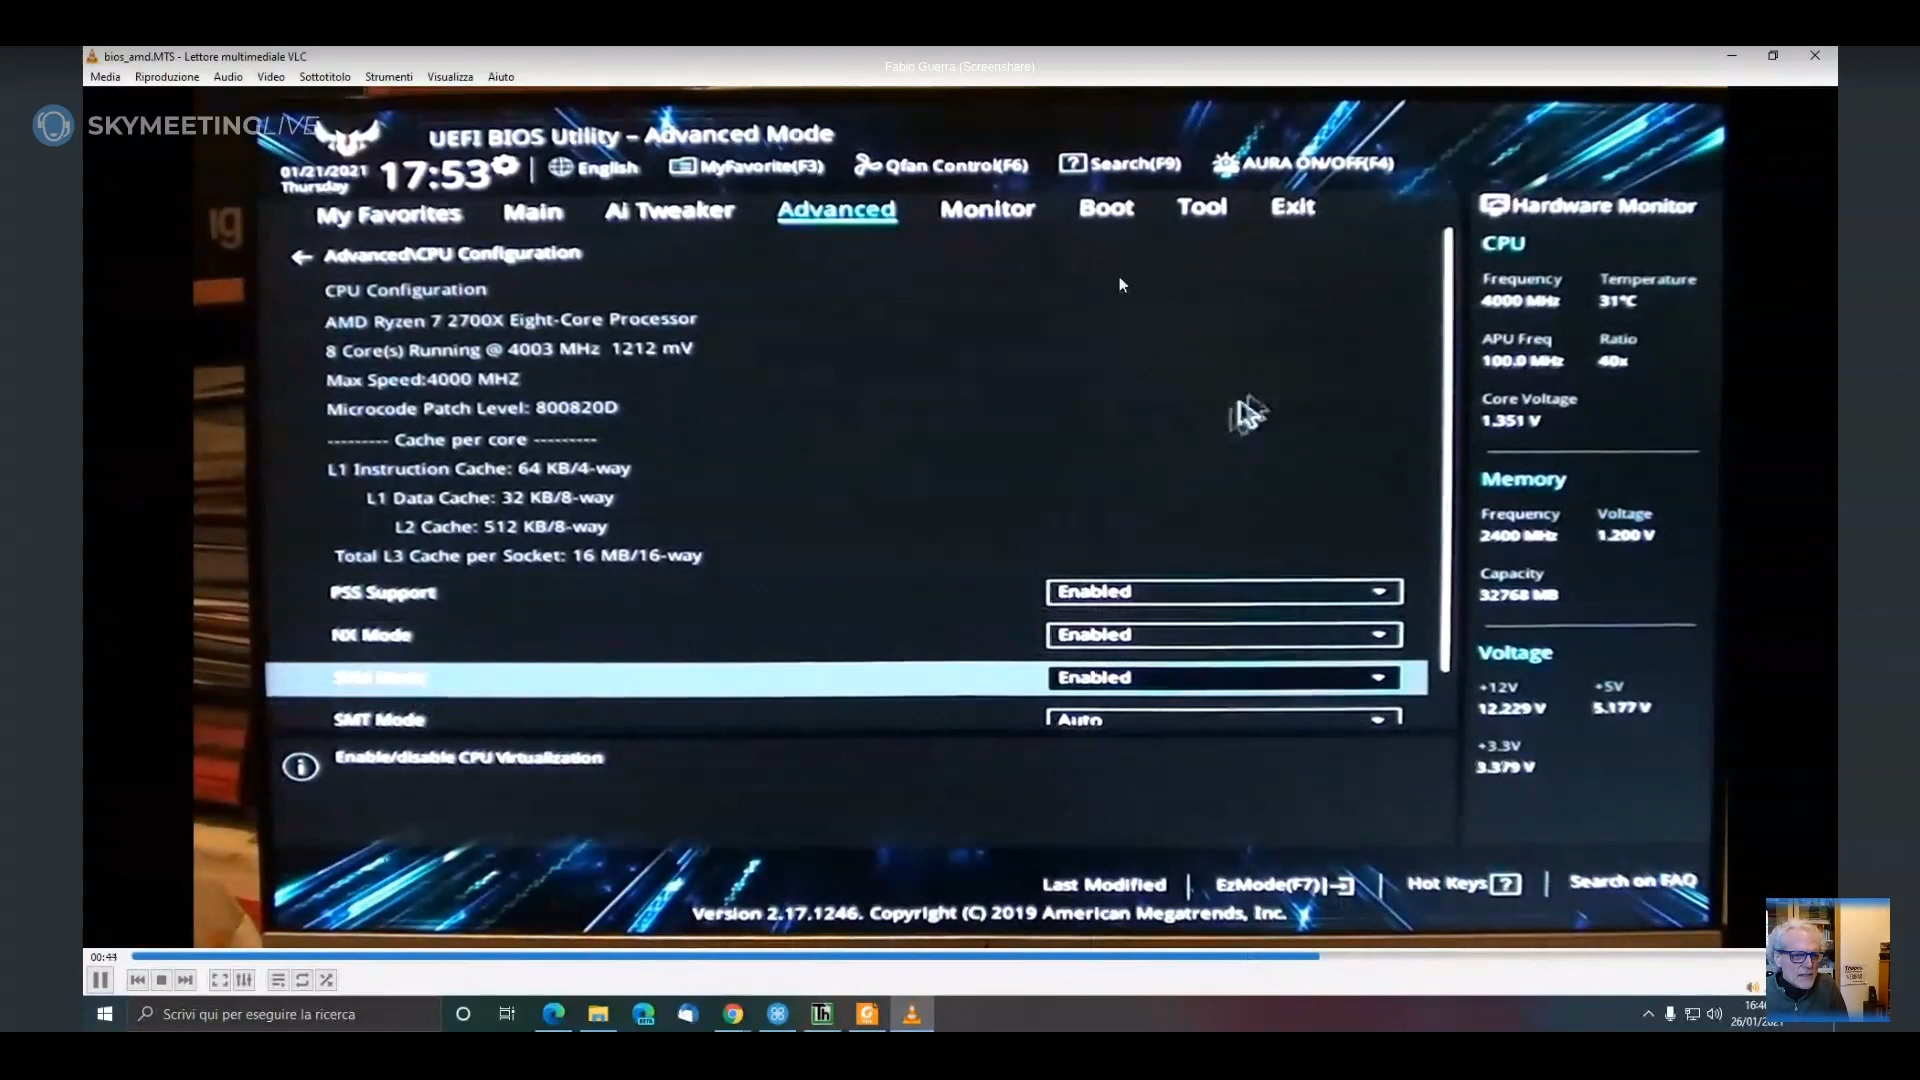 bios_amd.MTS - Lettore multimediale VLC
Fabio Guerra (Screenshare)
Media Riproduzione Audio Video Sottotitolo Strumenti Visualizza Aiuto
SKYMEETINGLIVE
UEFI BIOS Utility – Advanced Mode
01/21/2021
Thursday
17:53
English MyFavorite(F3) Qfan Control(F6) ? Search(F9) AURA ON/OFF(F4)
My Favorites Main Ai Tweaker Advanced Monitor Boot Tool Exit
Hardware Monitor
Advanced\CPU Configuration
CPU Configuration
AMD Ryzen 7 2700X Eight-Core Processor
8 Core(s) Running @ 4003 MHz 1212 mV
Max Speed:4000 MHZ
Microcode Patch Level: 800820D
--------- Cache per core ---------
L1 Instruction Cache: 64 KB/4-way
L1 Data Cache: 32 KB/8-way
L2 Cache: 512 KB/8-way
Total L3 Cache per Socket: 16 MB/16-way
PSS Support Enabled
NX Mode Enabled
SVM Mode Enabled
SMT Mode Auto
Enable/disable CPU Virtualization
CPU
Frequency Temperature
4000 MHz 31°C
APU Freq Ratio
100.0 MHz 40x
Core Voltage
1.351 V
Memory
Frequency Voltage
2400 MHz 1.200 V
Capacity
32768 MB
Voltage
+12V +5V
12.229 V 5.177 V
+3.3V
3.379 V
Last Modified EzMode(F7) Hot Keys ? Search on FAQ
Version 2.17.1246. Copyright (C) 2019 American Megatrends, Inc.
00:44
Scrivi qui per eseguire la ricerca